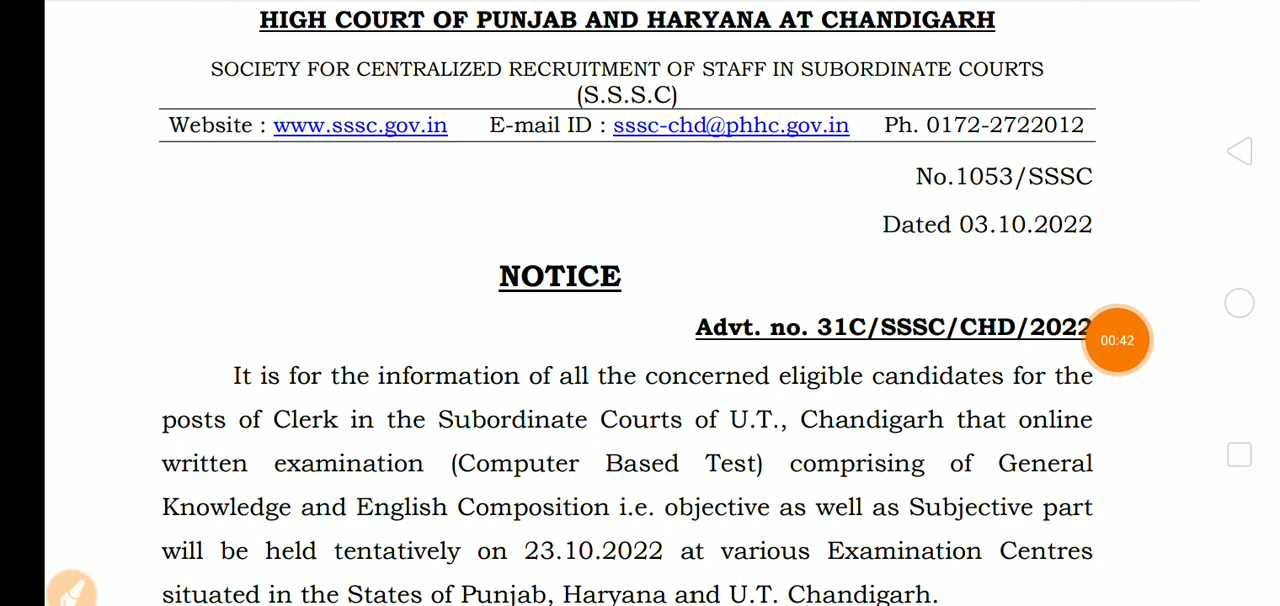 HIGH COURT OF PUNJAB AND HARYANA AT CHANDIGARH
SOCIETY FOR CENTRALIZED RECRUITMENT OF STAFF IN SUBORDINATE COURTS
(S.S.S.C)
Website : www.sssc.gov.in E-mail ID : sssc-chd@phhc.gov.in Ph. 0172-2722012
No.1053/SSSC
Dated 03.10.2022
NOTICE
Advt. no. 31C/SSSC/CHD/2022
00:42
It is for the information of all the concerned eligible candidates for the
posts of Clerk in the Subordinate Courts of U.T., Chandigarh that online
written examination (Computer Based Test) comprising of General
Knowledge and English Composition i.e. objective as well as Subjective part
will be held tentatively on 23.10.2022 at various Examination Centres
situated in the States of Punjab, Haryana and U.T. Chandigarh.